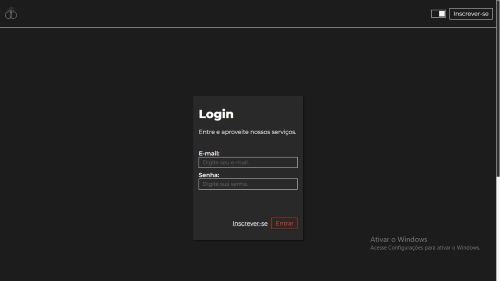 Inscrever-se
Login
Entre e aproveite nossos serviços.
E-mail:
Digite seu e-mail.
Senha:
Digite sua senha.
Inscrever-se Entrar
Ativar o Windows
Acesse Configurações para ativar o Windows.